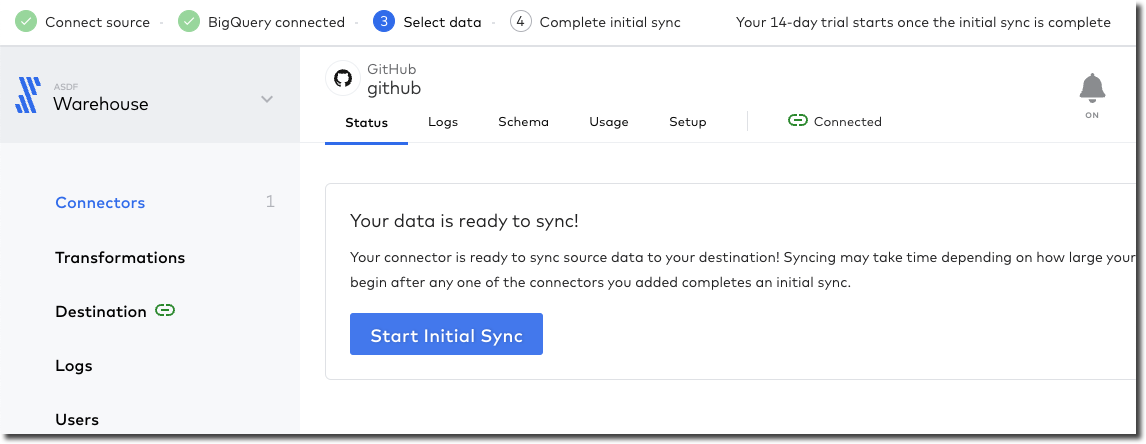 Connect source
BigQuery connected
3 Select data
4 Complete initial sync
Your 14-day trial starts once the initial sync is complete
ASDF
Warehouse
GitHub
github
ON
Status
Logs
Schema
Usage
Setup
Connected
Connectors 1
Transformations
Destination
Logs
Users
Your data is ready to sync!
Your connector is ready to sync source data to your destination! Syncing may take time depending on how large your
begin after any one of the connectors you added completes an initial sync.
Start Initial Sync